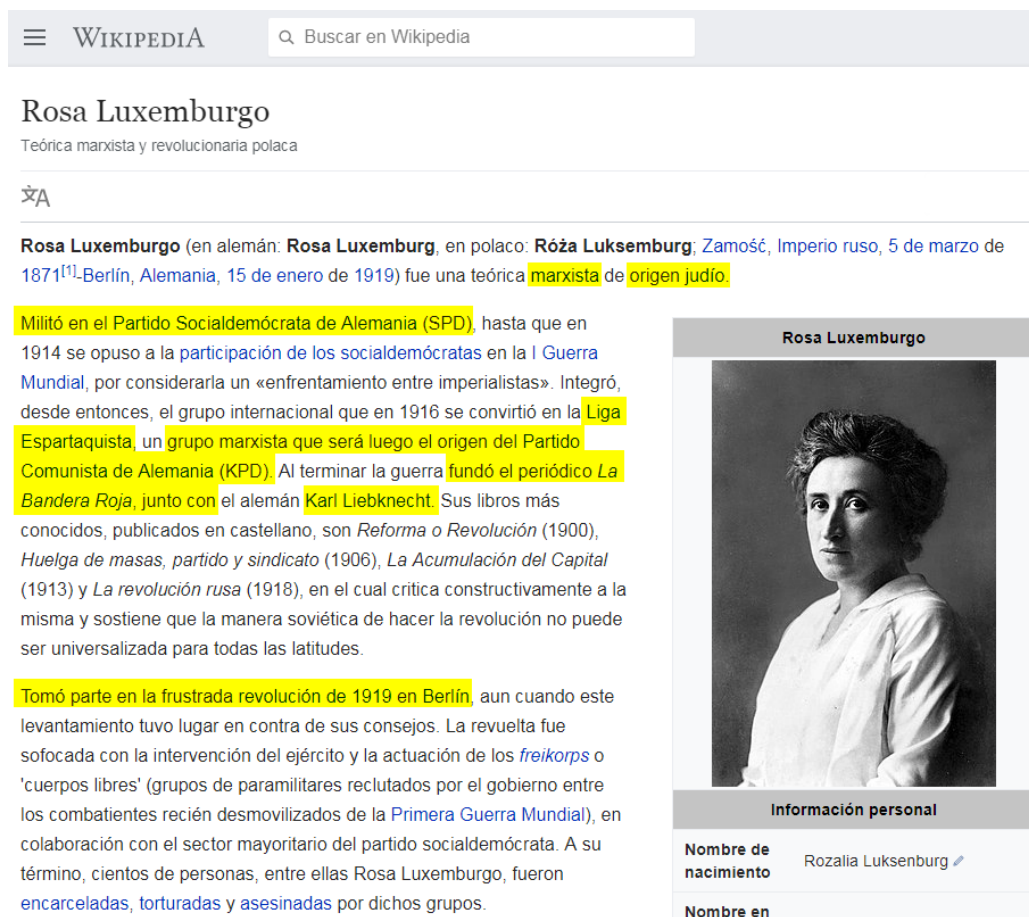 WIKIPEDIA
Buscar en Wikipedia
Rosa Luxemburgo
Teórica marxista y revolucionaria polaca
文A
Rosa Luxemburgo (en alemán: Rosa Luxemburg, en polaco: Róża Luksemburg; Zamość, Imperio ruso, 5 de marzo de
1871[1]-Berlín, Alemania, 15 de enero de 1919) fue una teórica marxista de origen judío.
Militó en el Partido Socialdemócrata de Alemania (SPD), hasta que en
1914 se opuso a la participación de los socialdemócratas en la I Guerra
Mundial, por considerarla un «enfrentamiento entre imperialistas». Integró,
desde entonces, el grupo internacional que en 1916 se convirtió en la Liga
Espartaquista, un grupo marxista que será luego el origen del Partido
Comunista de Alemania (KPD). Al terminar la guerra fundó el periódico La
Bandera Roja, junto con el alemán Karl Liebknecht. Sus libros más
conocidos, publicados en castellano, son Reforma o Revolución (1900),
Huelga de masas, partido y sindicato (1906), La Acumulación del Capital
(1913) y La revolución rusa (1918), en el cual critica constructivamente a la
misma y sostiene que la manera soviética de hacer la revolución no puede
ser universalizada para todas las latitudes.
Tomó parte en la frustrada revolución de 1919 en Berlín, aun cuando este
levantamiento tuvo lugar en contra de sus consejos. La revuelta fue
sofocada con la intervención del ejército y la actuación de los freikorps o
'cuerpos libres' (grupos de paramilitares reclutados por el gobierno entre
los combatientes recién desmovilizados de la Primera Guerra Mundial), en
colaboración con el sector mayoritario del partido socialdemócrata. A su
término, cientos de personas, entre ellas Rosa Luxemburgo, fueron
encarceladas, torturadas y asesinadas por dichos grupos.
Rosa Luxemburgo
Información personal
Nombre de
nacimiento
Rozalia Luksenburg
Nombre en